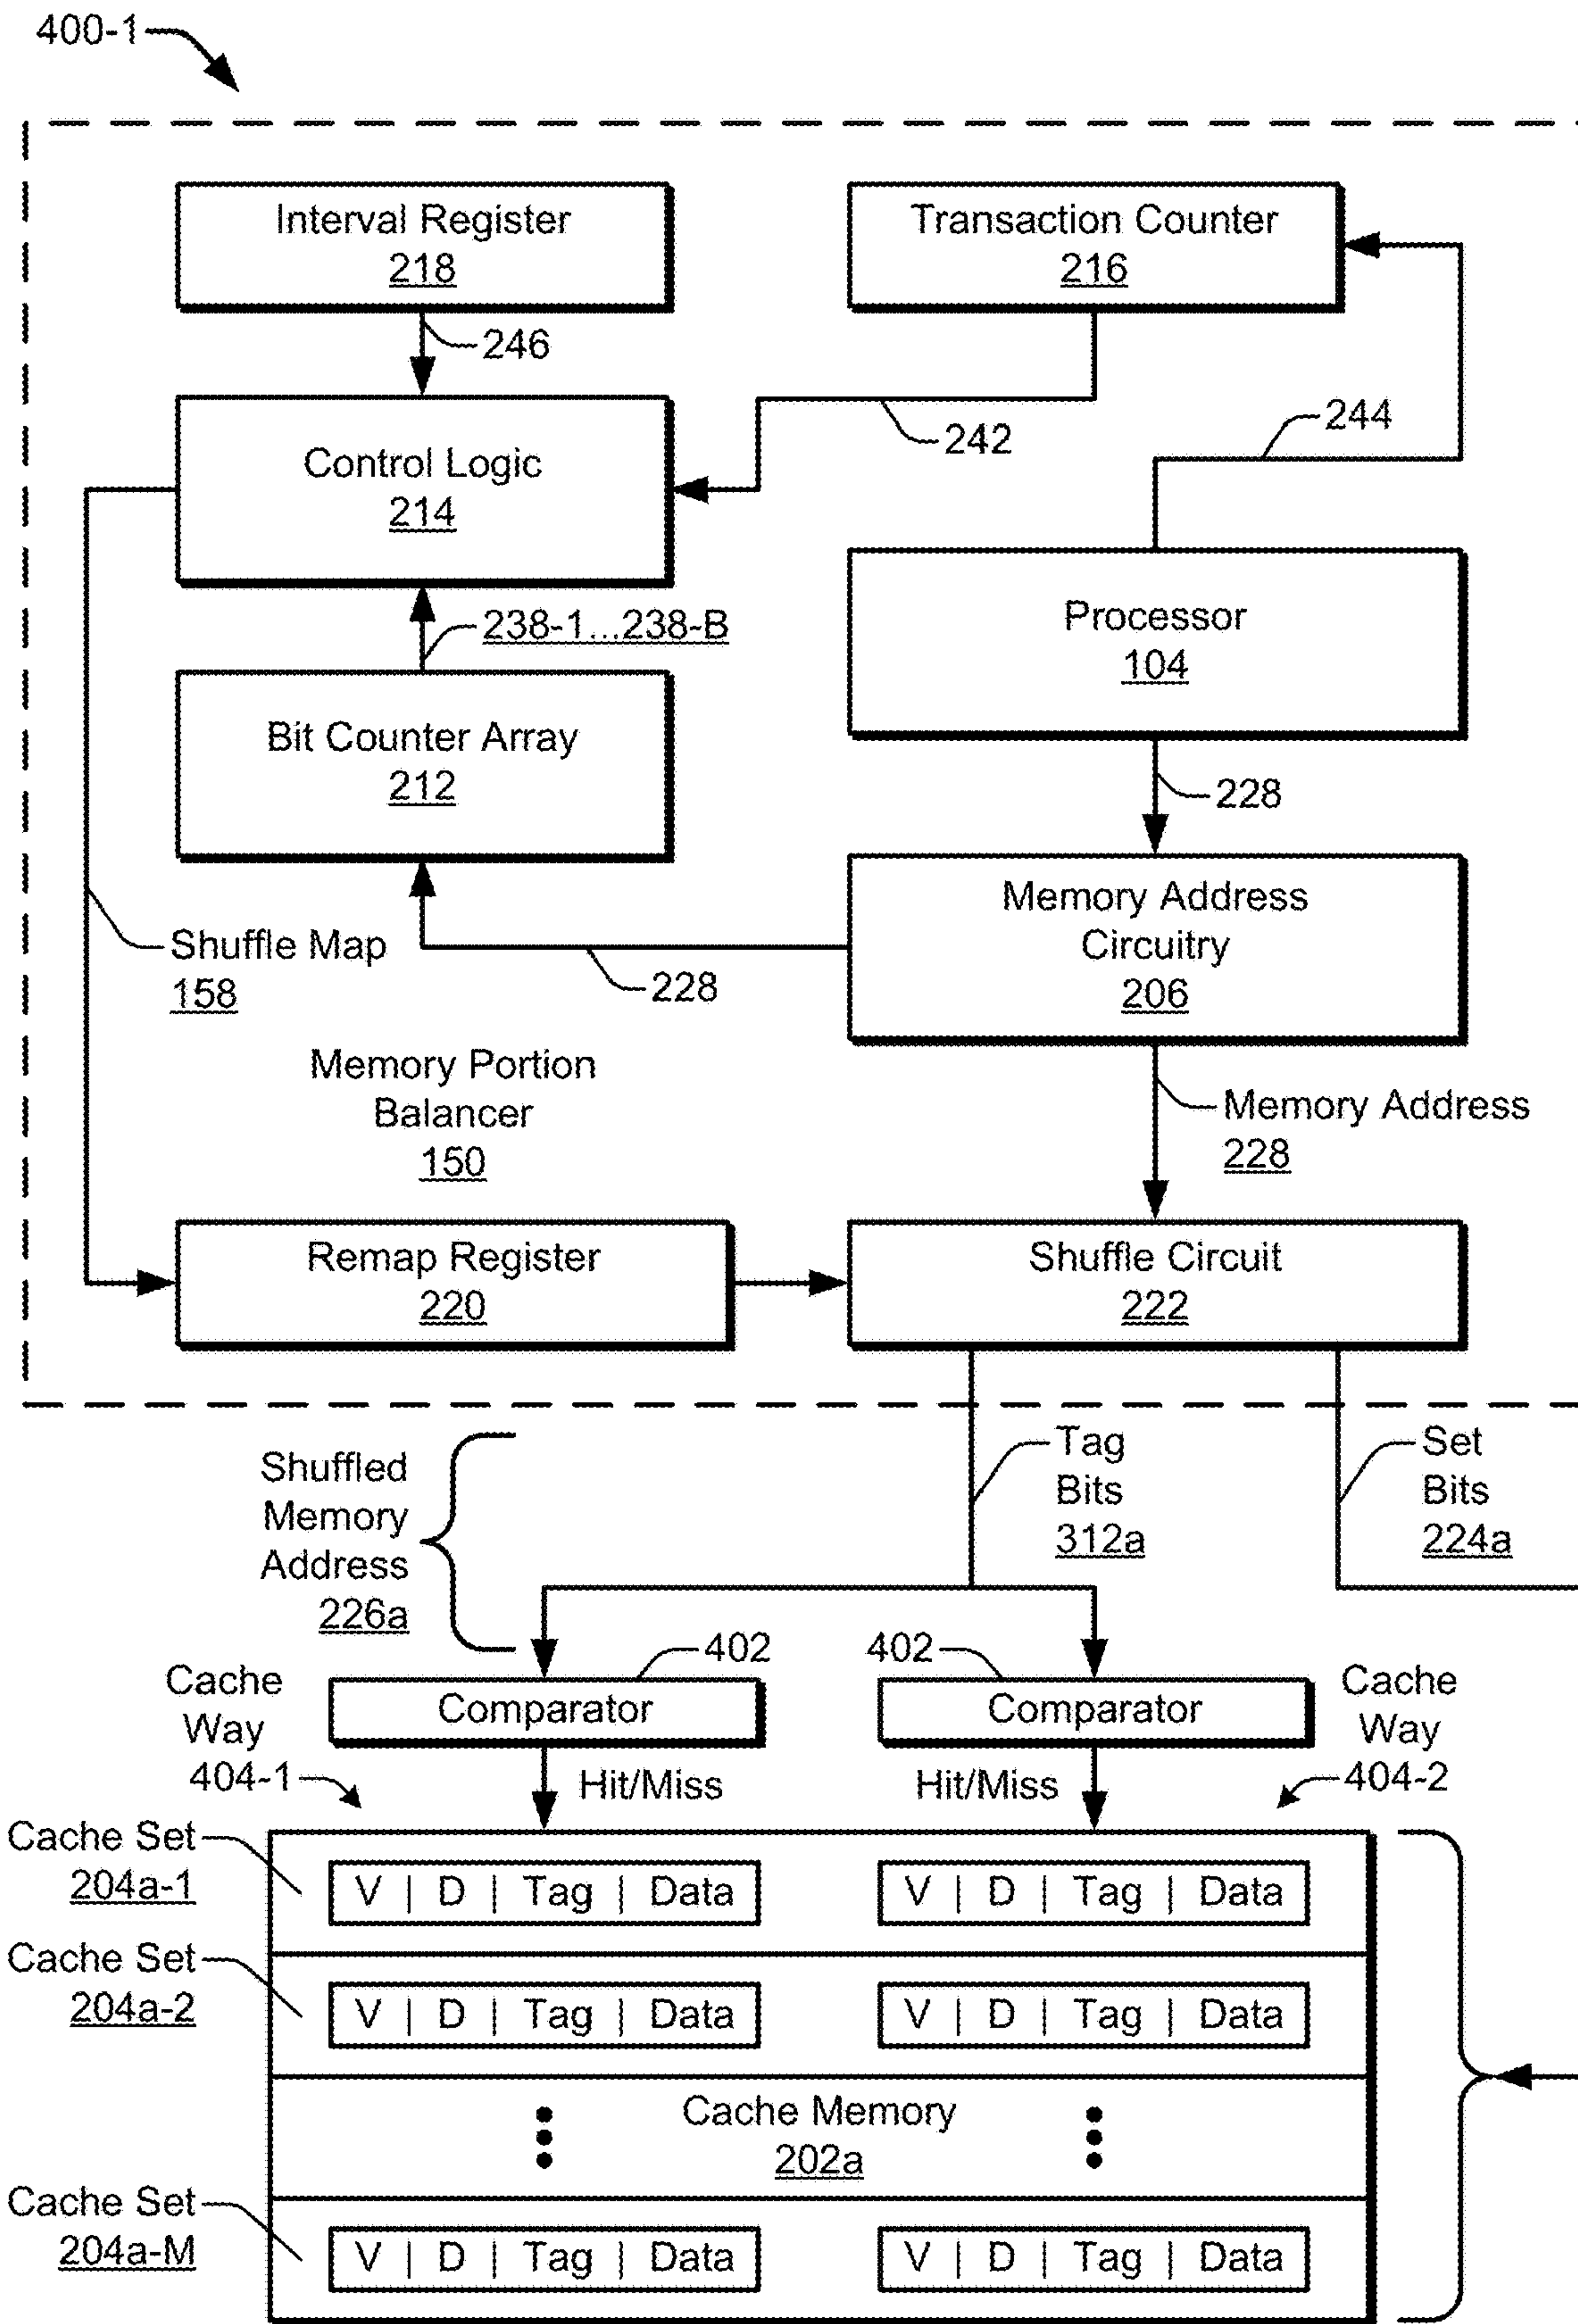 400-1
Interval Register
218
Transaction Counter
216
246
242
244
Control Logic
214
Processor
104
238-1...238-B
Bit Counter Array
212
228
Memory Address
Circuitry
206
Shuffle Map
158
228
Memory Portion
Balancer
150
Memory Address
228
Remap Register
220
Shuffle Circuit
222
Shuffled
Memory
Address
226a
Tag
Bits
312a
Set
Bits
224a
402
402
Cache
Way
404-1
Comparator
Comparator
Cache
Way
404-2
Hit/Miss
Hit/Miss
Cache Set
204a-1
V | D | Tag | Data
V | D | Tag | Data
Cache Set
204a-2
V | D | Tag | Data
V | D | Tag | Data
Cache Memory
202a
Cache Set
204a-M
V | D | Tag | Data
V | D | Tag | Data